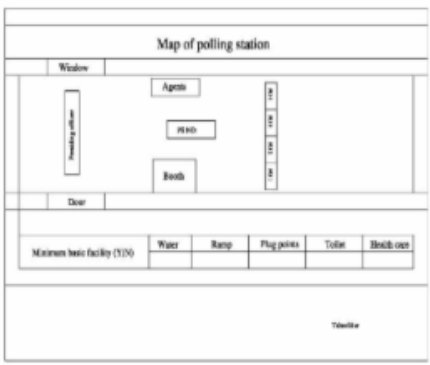 Map of polling station
Window
Agents
Presiding officer
Booth
Door
Minimum basic facility (Y/N)
Water
Ramp
Plug points
Toilet
Health care